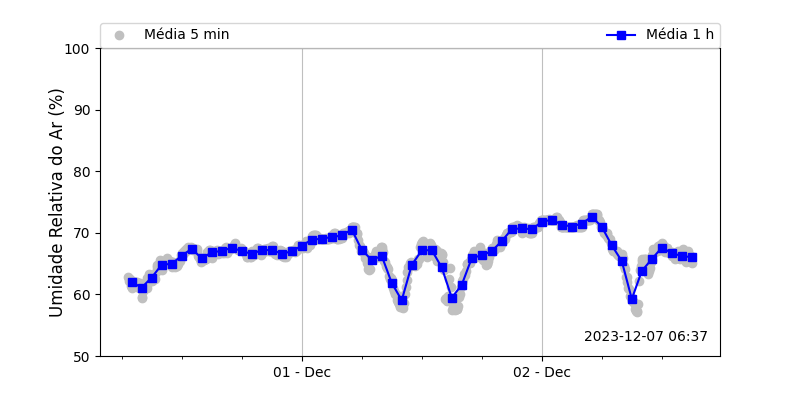 Média 5 min
Média 1 h
Umidade Relativa do Ar (%)
100
90
80
70
60
50
2023-12-07 06:37
01 - Dec
02 - Dec